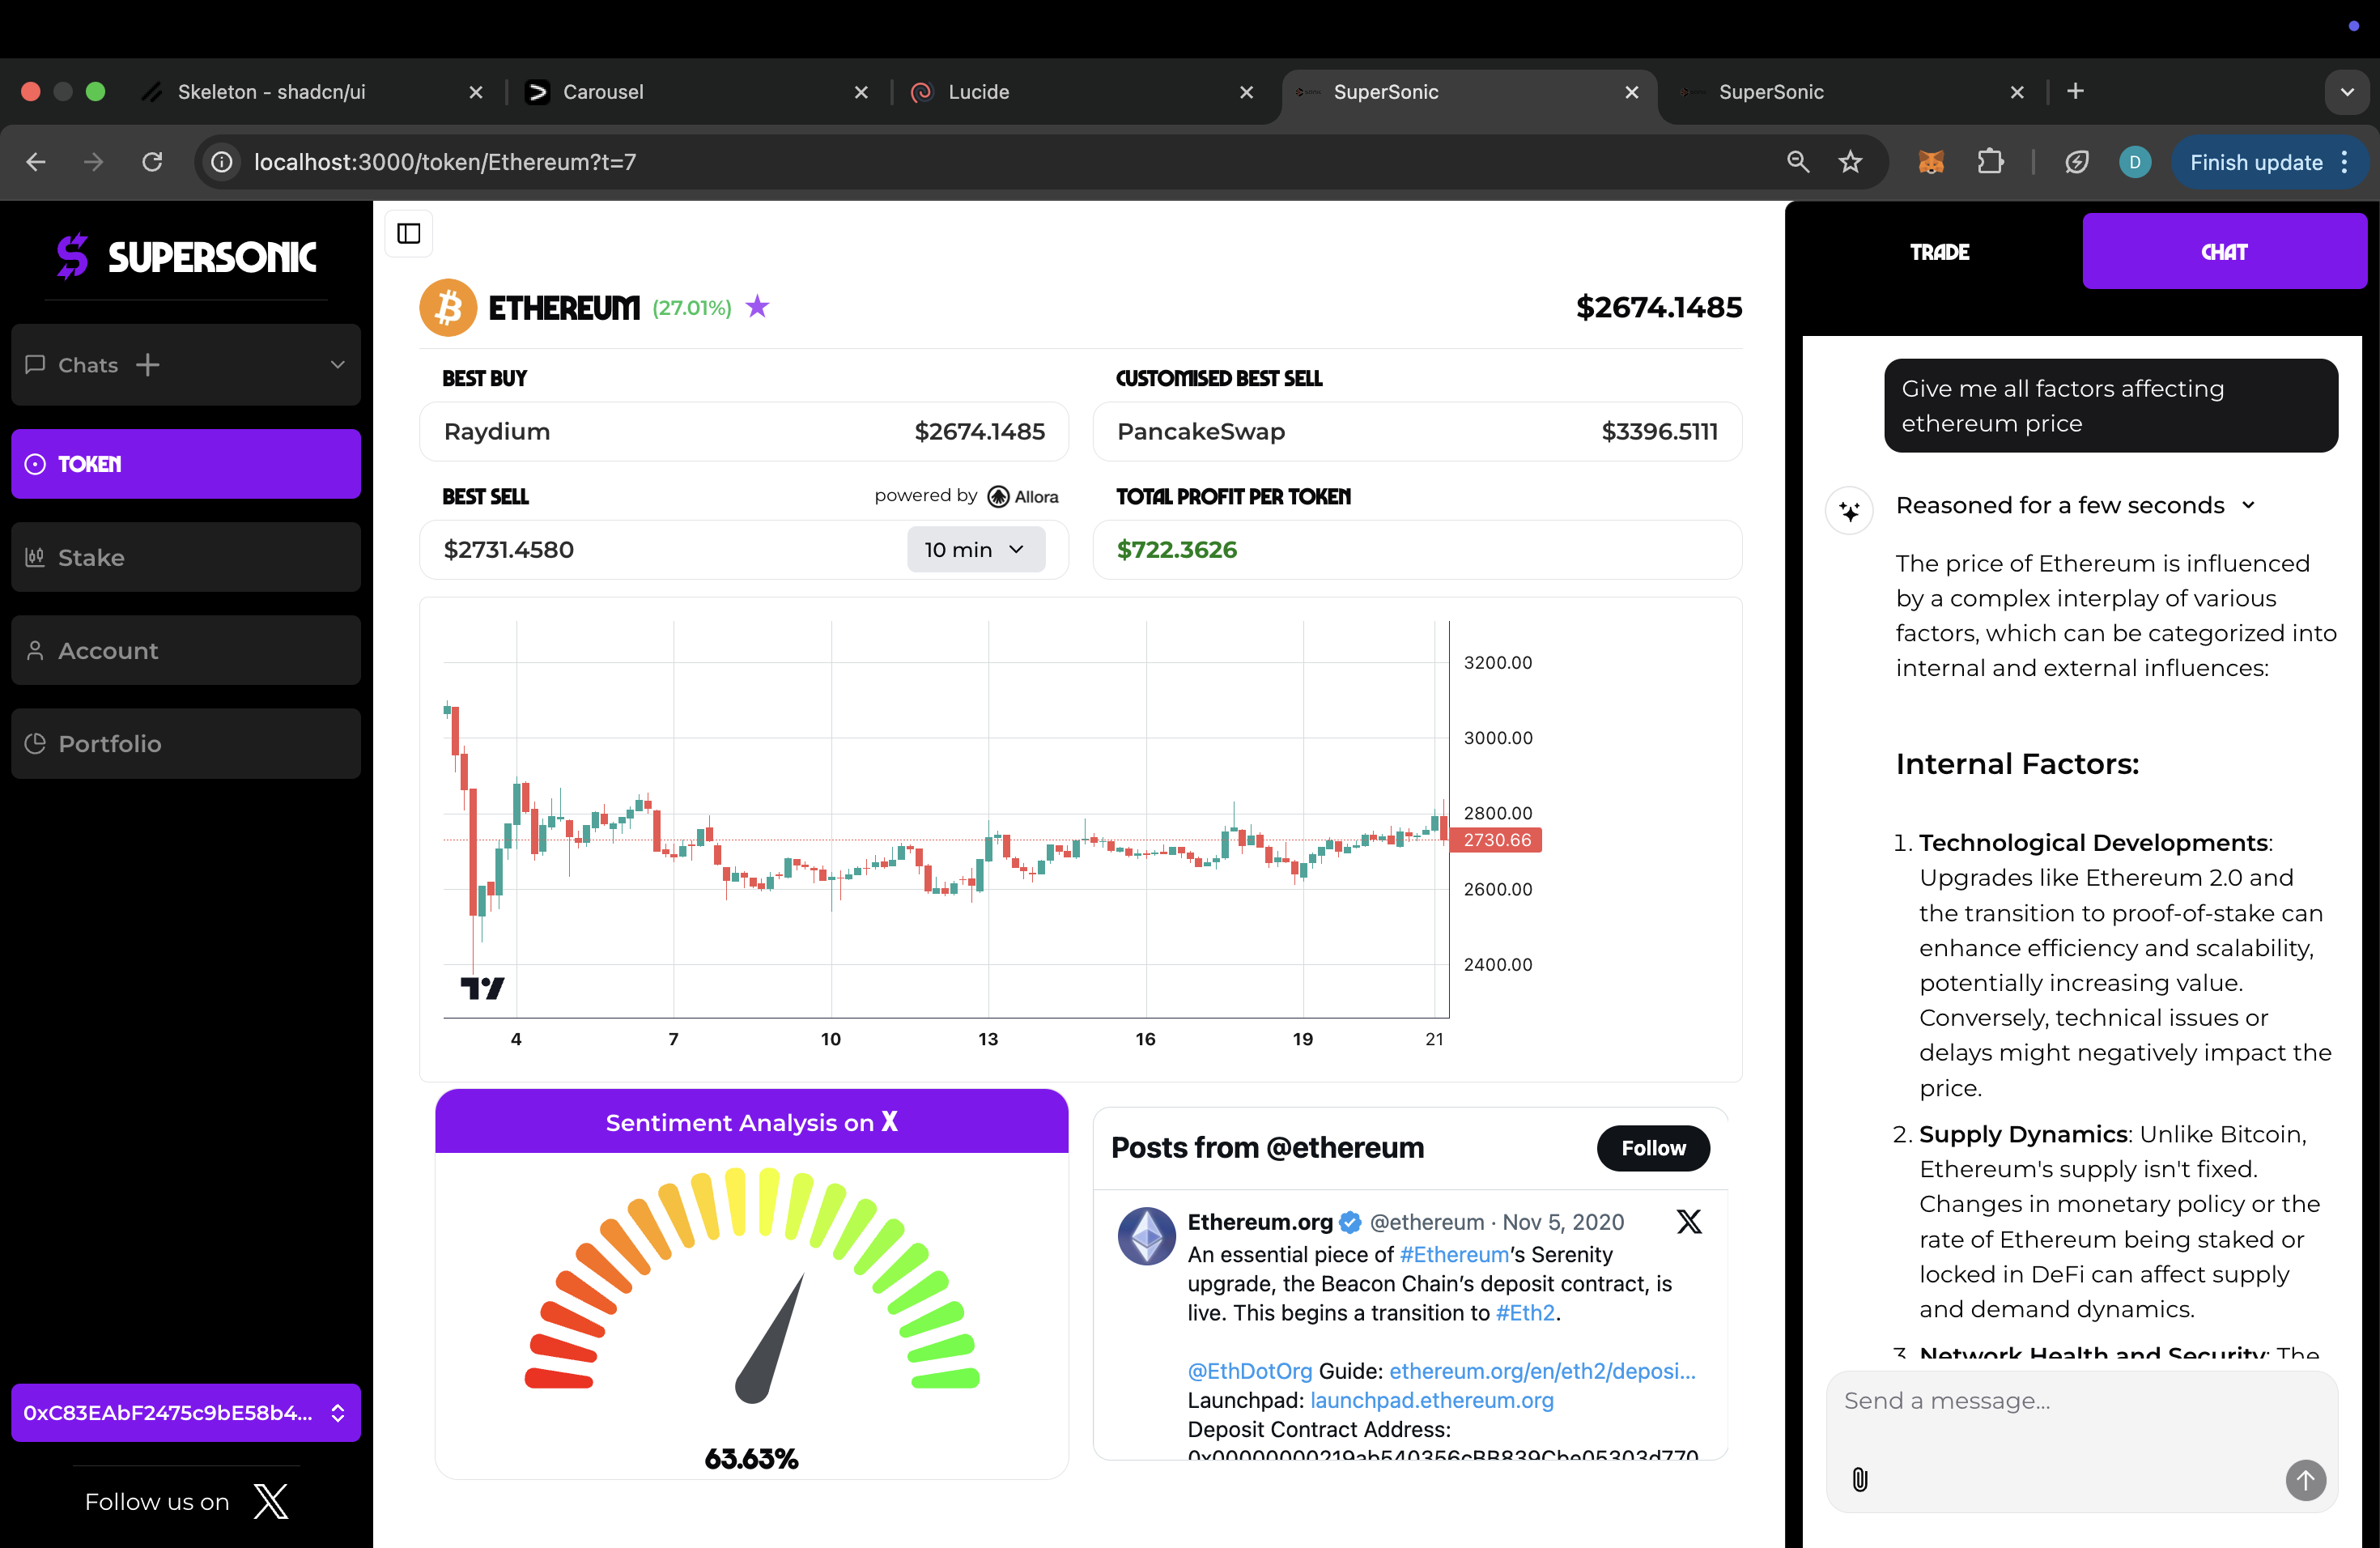 Skeleton - shadcn/ui
Carousel
Lucide
SuperSonic
SuperSonic
localhost:3000/token/Ethereum?t=7
D
Finish update
SUPERSONIC
Chats
TOKEN
Stake
Account
Portfolio
0xC83EAbF2475c9bE58b4...
Follow us on X
ETHEREUM (27.01%)
$2674.1485
BEST BUY
Raydium $2674.1485
CUSTOMISED BEST SELL
PancakeSwap $3396.5111
BEST SELL powered by Allora
$2731.4580 10 min
TOTAL PROFIT PER TOKEN
$722.3626
3200.00
3000.00
2800.00
2730.66
2600.00
2400.00
4 7 10 13 16 19 21
Sentiment Analysis on X
63.63%
Posts from @ethereum
Follow
Ethereum.org @ethereum · Nov 5, 2020
An essential piece of #Ethereum’s Serenity
upgrade, the Beacon Chain’s deposit contract, is
live. This begins a transition to #Eth2.
@EthDotOrg Guide: ethereum.org/en/eth2/deposi...
Launchpad: launchpad.ethereum.org
Deposit Contract Address:
0x00000000219ab540356cBB839Cbe05303d770
TRADE
CHAT
Give me all factors affecting
ethereum price
Reasoned for a few seconds
The price of Ethereum is influenced
by a complex interplay of various
factors, which can be categorized into
internal and external influences:
Internal Factors:
1. Technological Developments:
Upgrades like Ethereum 2.0 and
the transition to proof-of-stake can
enhance efficiency and scalability,
potentially increasing value.
Conversely, technical issues or
delays might negatively impact the
price.
2. Supply Dynamics: Unlike Bitcoin,
Ethereum's supply isn't fixed.
Changes in monetary policy or the
rate of Ethereum being staked or
locked in DeFi can affect supply
and demand dynamics.
3. Network Health and Security: The
Send a message...